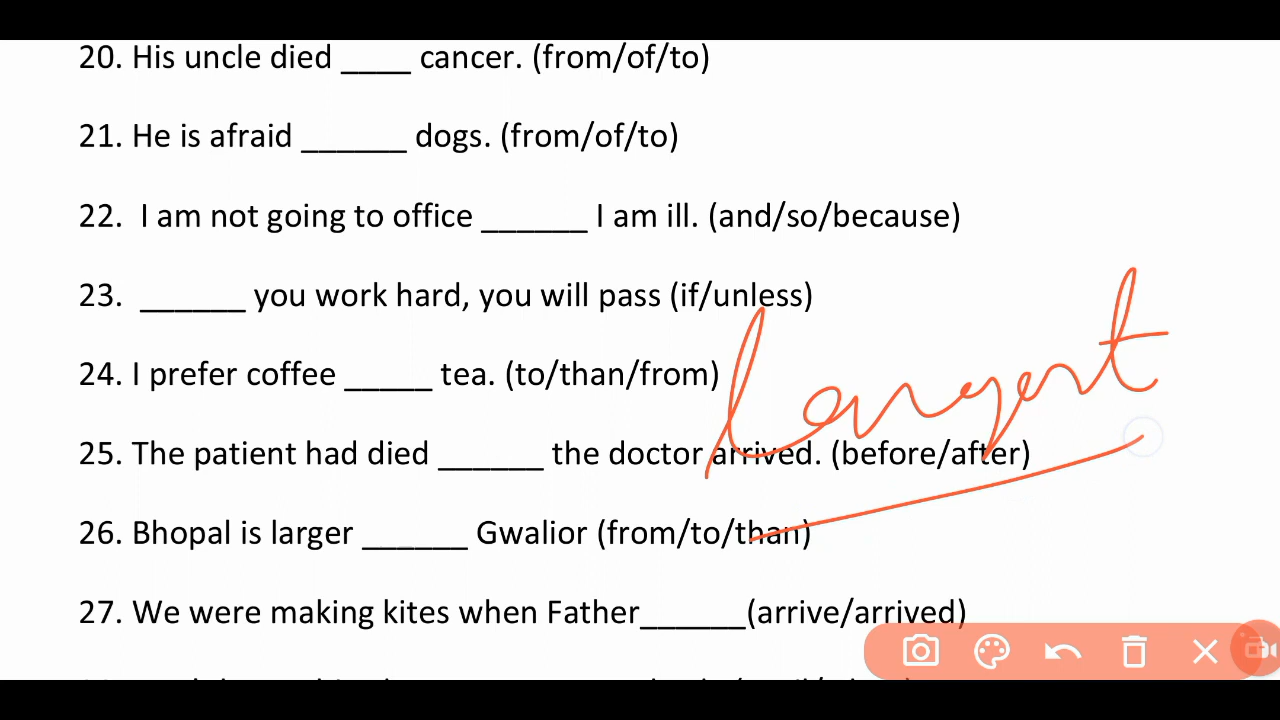 20. His uncle died ____ cancer. (from/of/to)
21. He is afraid ______ dogs. (from/of/to)
22. I am not going to office ______ I am ill. (and/so/because)
23. ______ you work hard, you will pass (if/unless)
24. I prefer coffee _____ tea. (to/than/from)
largest
25. The patient had died ______ the doctor arrived. (before/after)
26. Bhopal is larger ______ Gwalior (from/to/than)
27. We were making kites when Father______(arrive/arrived)